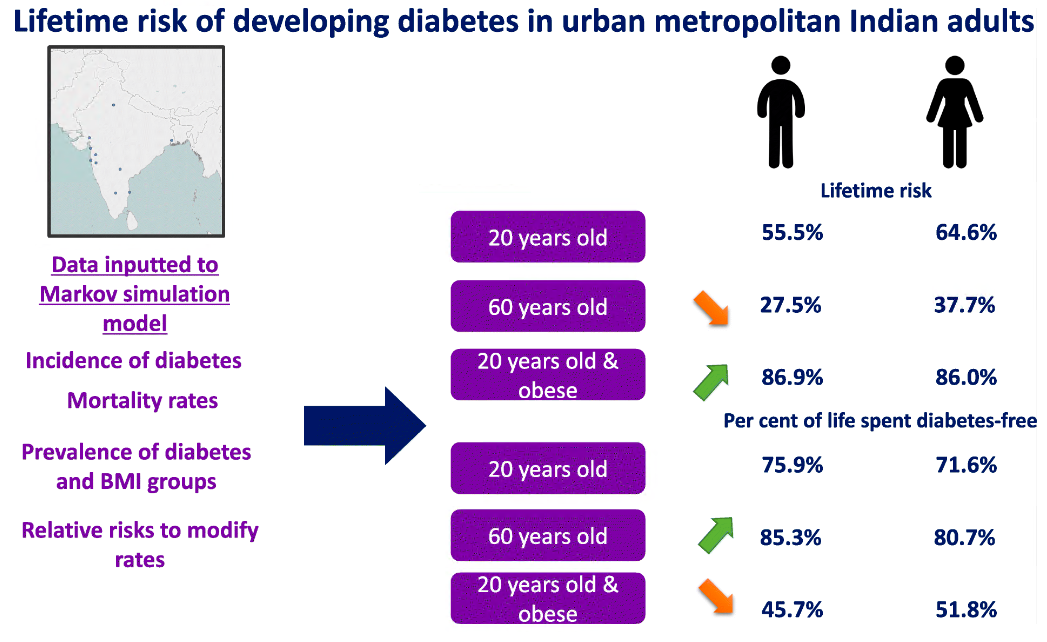 Lifetime risk of developing diabetes in urban metropolitan Indian adults
Data inputted to
Markov simulation
model
Incidence of diabetes
Mortality rates
Prevalence of diabetes
and BMI groups
Relative risks to modify
rates
Lifetime risk
20 years old 55.5% 64.6%
60 years old 27.5% 37.7%
20 years old &
obese 86.9% 86.0%
Per cent of life spent diabetes-free
20 years old 75.9% 71.6%
60 years old 85.3% 80.7%
20 years old &
obese 45.7% 51.8%